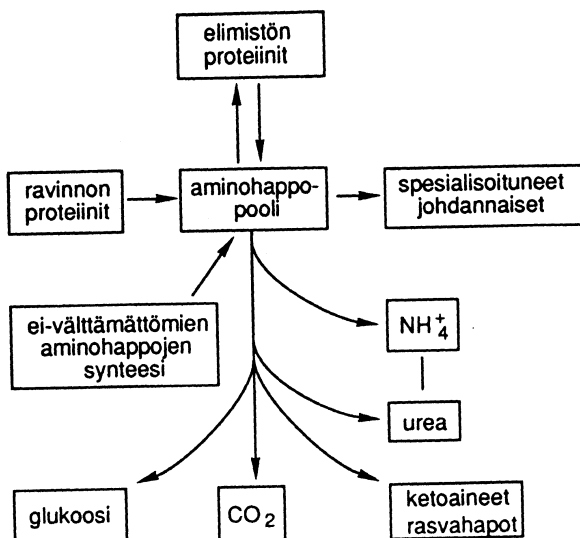 elimistön
proteiinit
ravinnon
proteiinit
aminohappo-
pooli
spesialisoituneet
johdannaiset
ei-välttämättömien
aminohappojen
synteesi
NH₄⁺
urea
glukoosi
CO₂
ketoaineet
rasvahapot